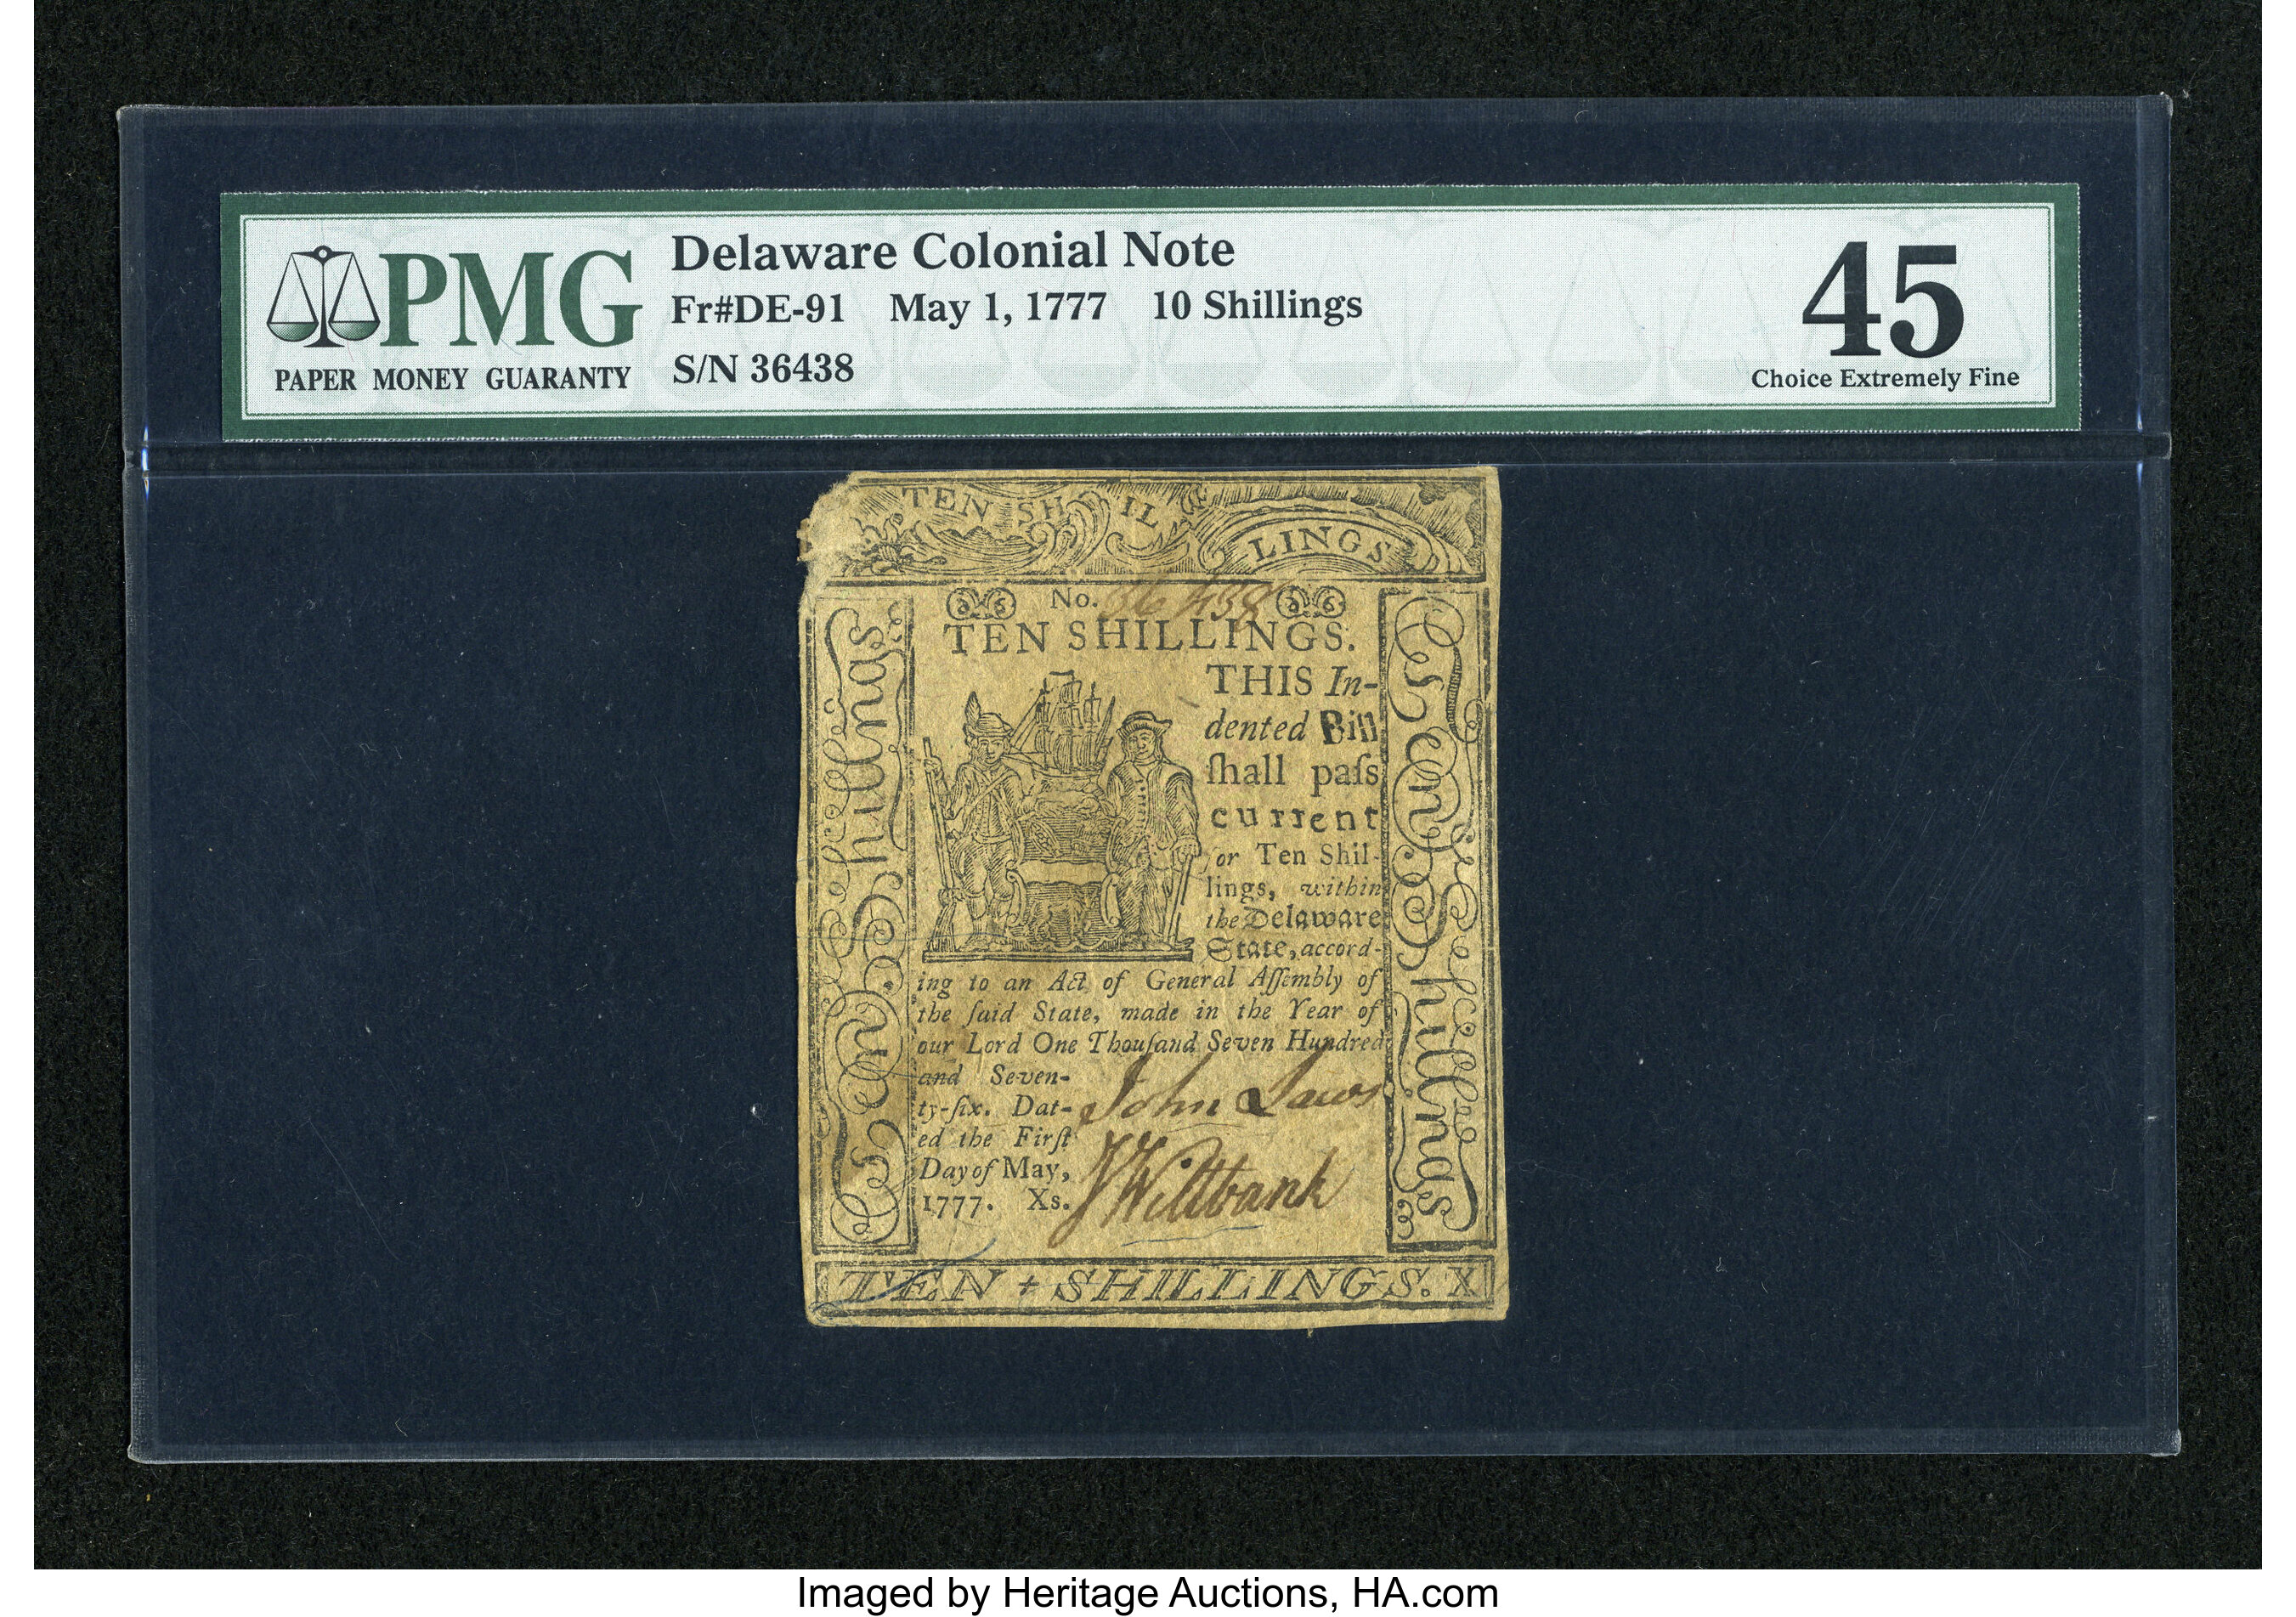 PMG
PAPER MONEY GUARANTY
Delaware Colonial Note
Fr#DE-91 May 1, 1777 10 Shillings
S/N 36438
45
Choice Extremely Fine
TEN SHIL
LINGS
No. 36438
TEN SHILLINGS.
THIS In-
dented Bill
ſhall paſs
current
for Ten Shil-
lings, within
the Delaware
State, accord-
ing to an Act of General Aſſembly of
the ſaid State, made in the Year of
our Lord One Thouſand Seven Hundred
and Seven-
ty-ſix. Dat-
ed the Firſt
Day of May,
1777. Xs.
John Laws
J Wiltbank
Ten Shillings
Ten Shillings
TEN + SHILLINGS. X
Imaged by Heritage Auctions, HA.com